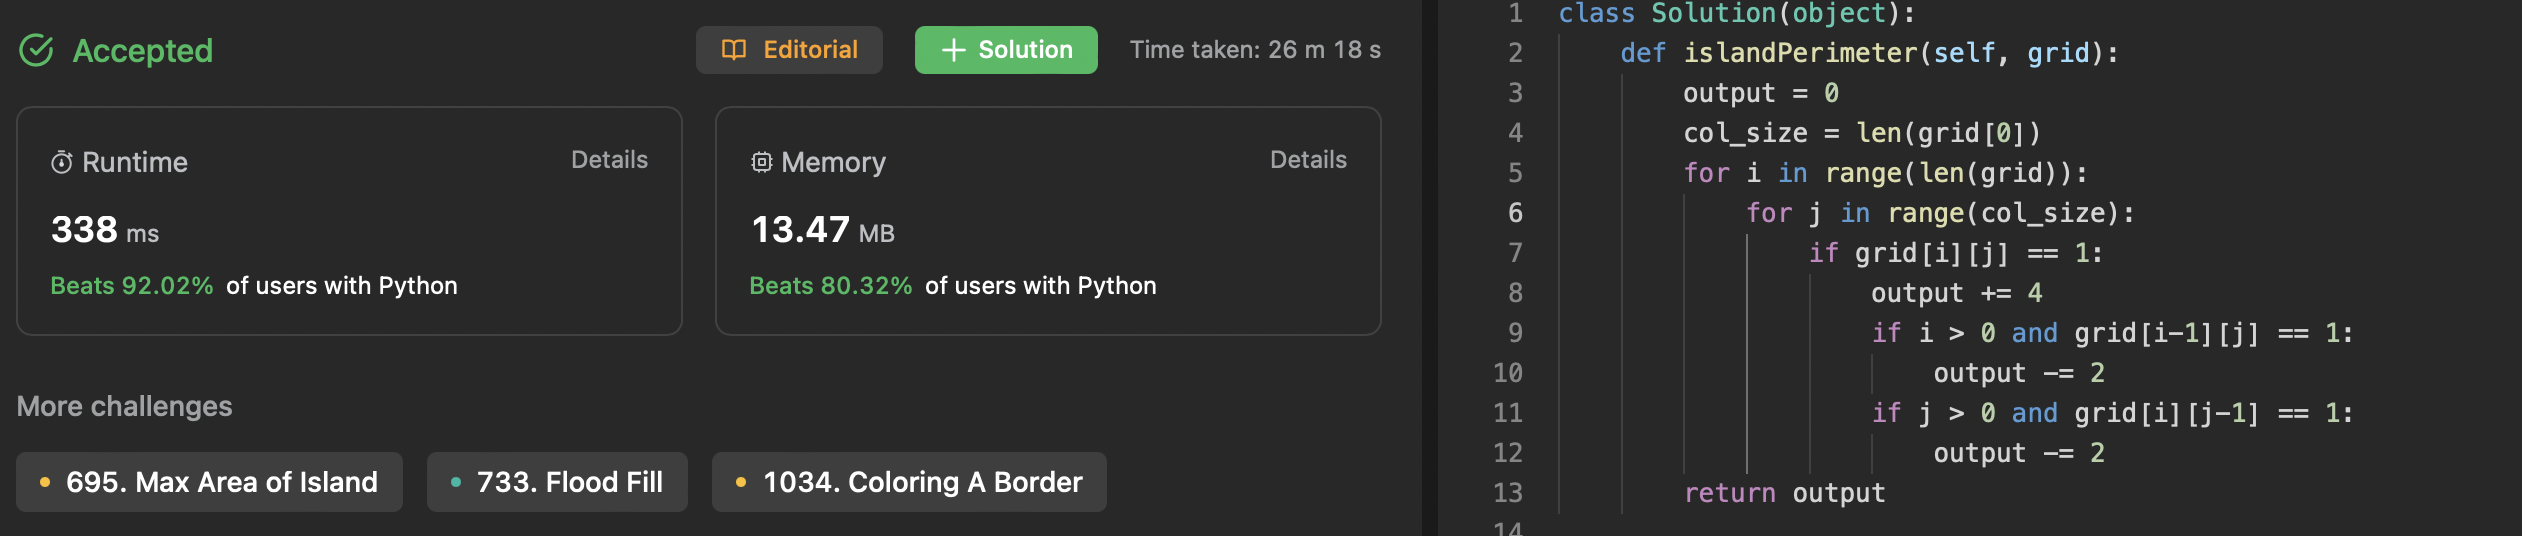 Accepted
Editorial
+ Solution
Time taken: 26 m 18 s
Runtime
Details
338 ms
Beats 92.02% of users with Python
Memory
Details
13.47 MB
Beats 80.32% of users with Python
More challenges
695. Max Area of Island
733. Flood Fill
1034. Coloring A Border
1 class Solution(object):
2     def islandPerimeter(self, grid):
3         output = 0
4         col_size = len(grid[0])
5         for i in range(len(grid)):
6             for j in range(col_size):
7                 if grid[i][j] == 1:
8                     output += 4
9                     if i > 0 and grid[i-1][j] == 1:
10                         output -= 2
11                     if j > 0 and grid[i][j-1] == 1:
12                         output -= 2
13         return output
14